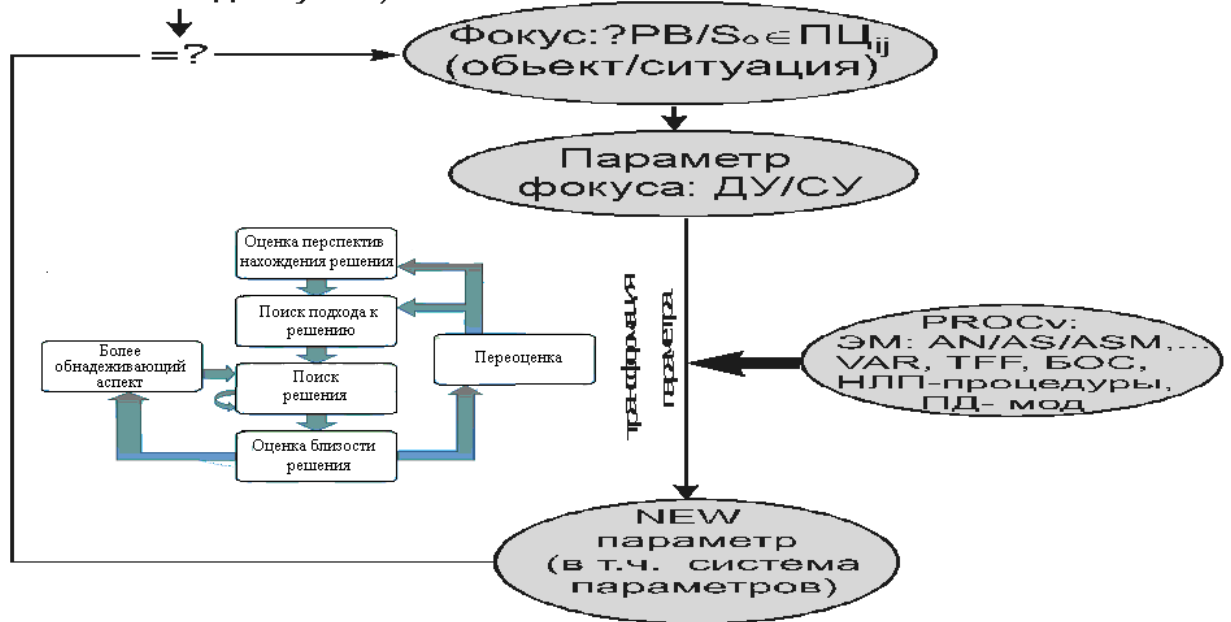 =?
Фокус:?РВ/S₀∈ПЦij
(обьект/ситуация)
Параметр
фокуса: ДУ/СУ
Оценка перспектив
нахождения решения
Поиск подхода к
решению
Более
обнадеживающий
аспект
Поиск
решения
Переоценка
Оценка близости
решения
PROCv:
ЭМ: AN/AS/ASM,...
VAR, TFF, БОС,
НЛП-процедуры,
ПД- мод
NEW
параметр
(в т.ч. система
параметров)